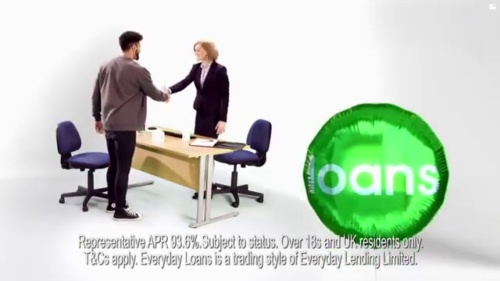 loans
Representative APR 93.6%.Subject to status. Over 18s and UK residents only.
T&Cs apply. Everyday Loans is a trading style of Everyday Lending Limited.